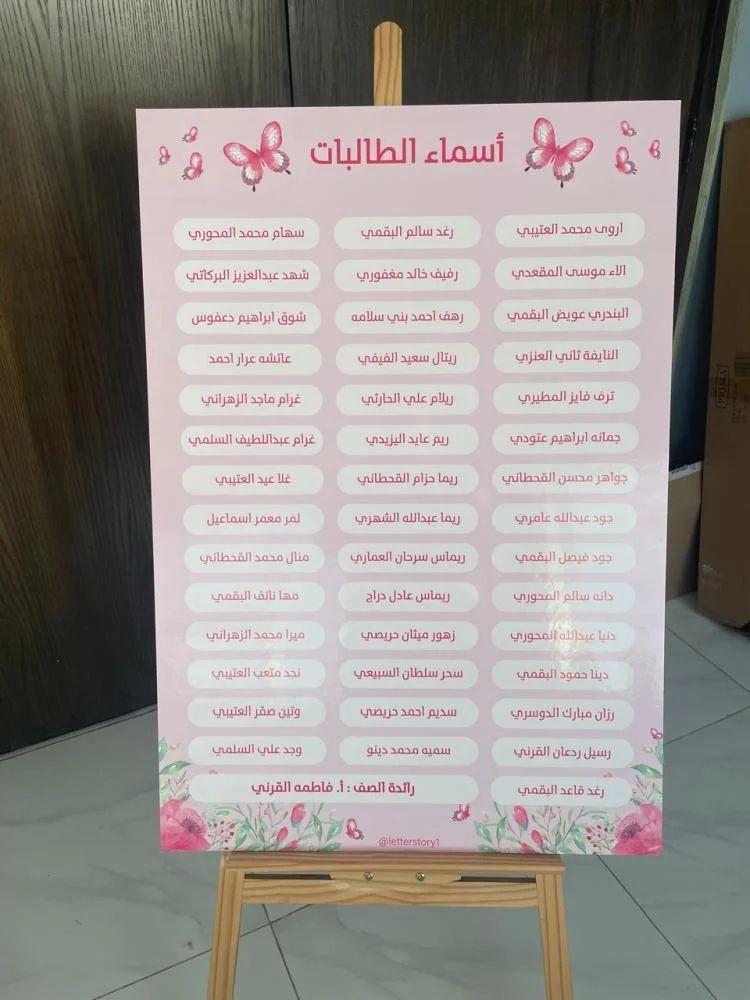 أسماء الطالبات
اروى محمد العتيبي
الاء موسى المقعدي
البندري عويض البقمي
النايفة ثاني العنزي
ترف فايز المطيري
جمانه ابراهيم عتودي
جواهر محسن القحطاني
جود عبدالله عامري
جود فيصل البقمي
دانه سالم المحوري
دنيا عبدالله المحوري
دينا حمود البقمي
رزان مبارك الدوسري
رسيل ردعان القرني
رغد قاعد البقمي
رغد سالم البقمي
رفيف خالد مغفوري
رهف احمد بني سلامه
ريتال سعيد الفيفي
ريلام علي الحارثي
ريم عايد اليزيدي
ريما حزام القحطاني
ريما عبدالله الشهري
ريماس سرحان العماري
ريماس عادل دراج
زهور ميثان حريصي
سحر سلطان السبيعي
سديم احمد حريصي
سميه محمد دينو
سهام محمد المحوري
شهد عبدالعزيز البركاتي
شوق ابراهيم دعفوس
عائشه عرار احمد
غرام ماجد الزهراني
غرام عبداللطيف السلمي
غلا عيد العتيبي
لمر معمر اسماعيل
منال محمد القحطاني
مها نائف البقمي
ميرا محمد الزهراني
نجد متعب العتيبي
وتين صقر العتيبي
وجد علي السلمي
رائدة الصف : أ. فاطمه القرني
@letterstory1